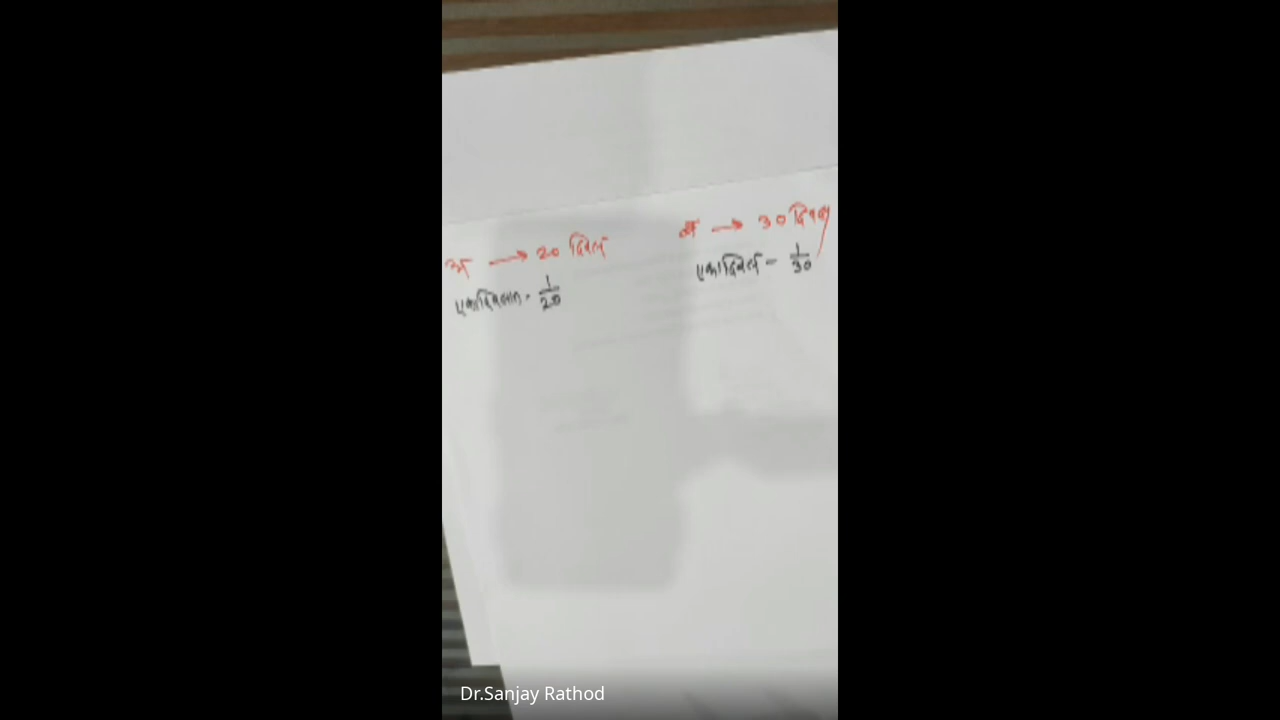 अ → 20 दिवस
एकादिवसात = 1/20
ब → 30 दिवस
एकादिवस = 1/30
Dr.Sanjay Rathod